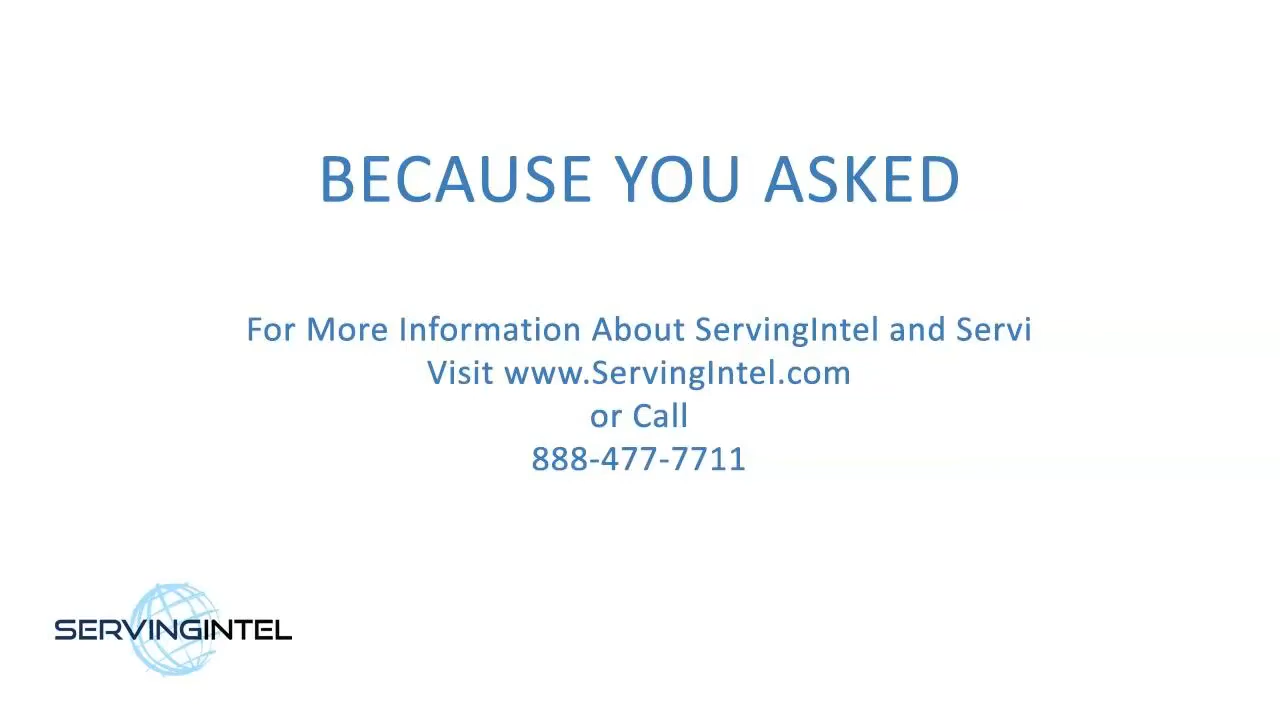 BECAUSE YOU ASKED
For More Information About ServingIntel and Servi
Visit www.ServingIntel.com
or Call
888-477-7711
SERVINGINTEL